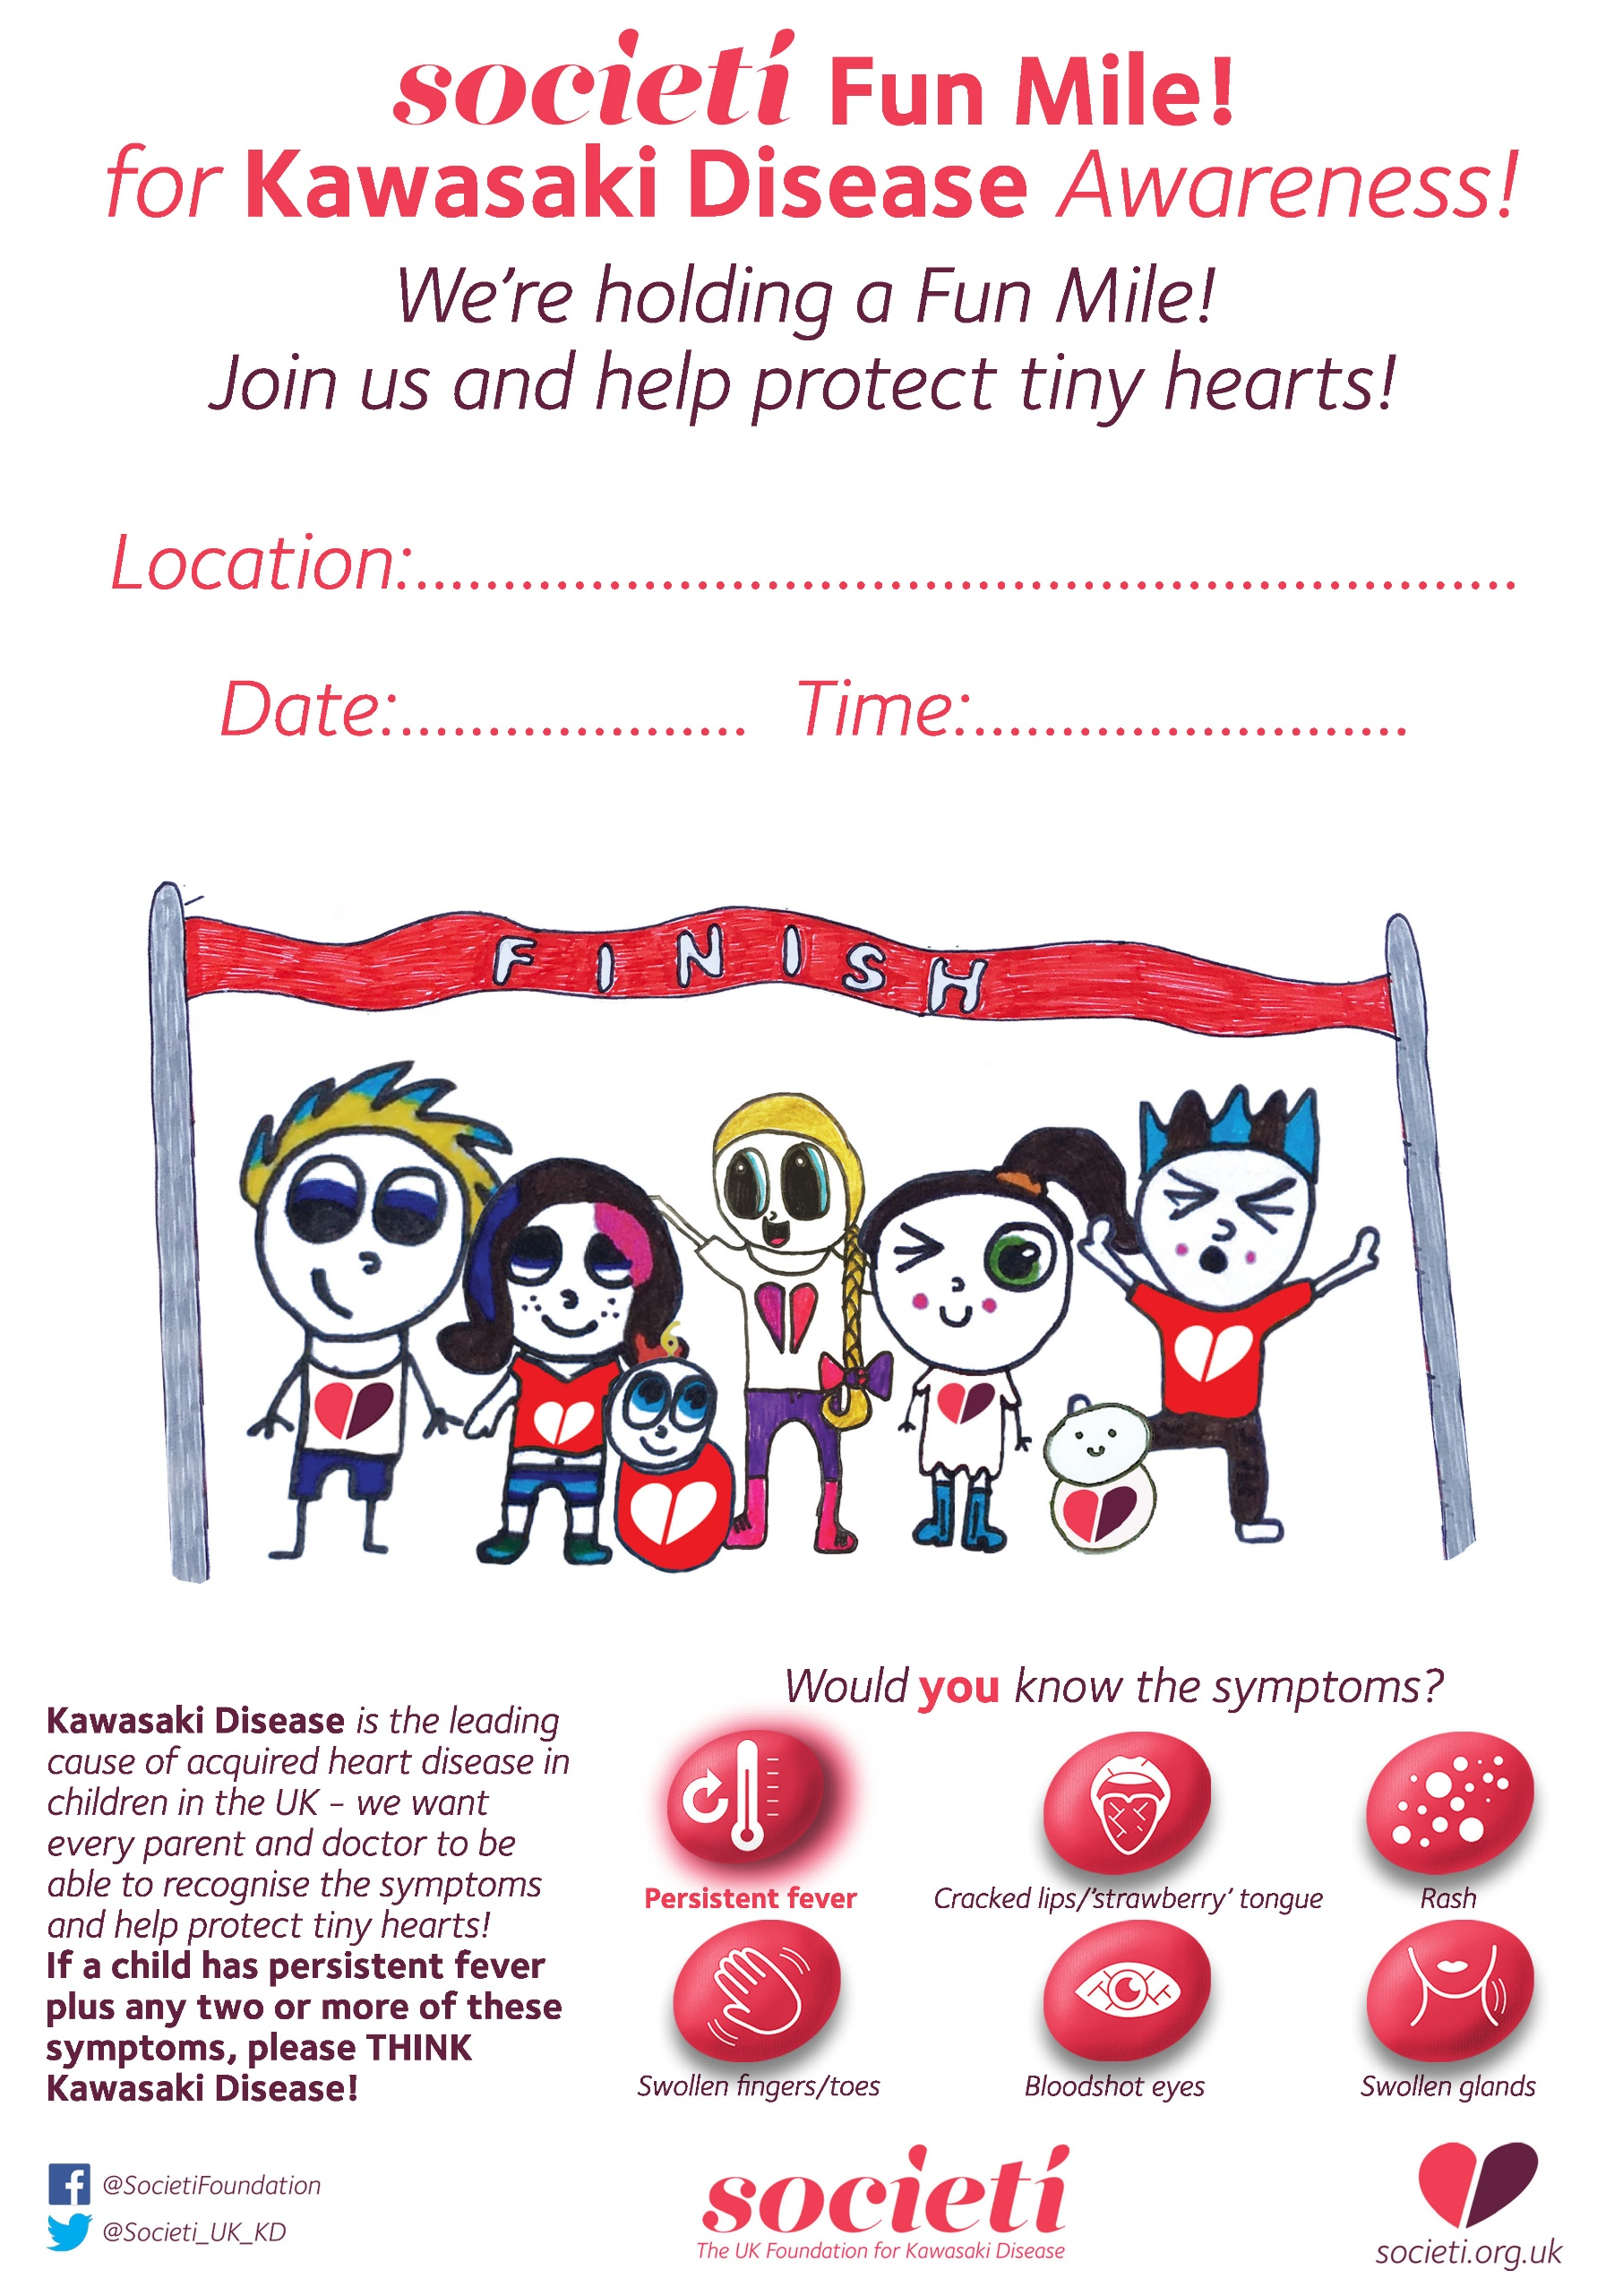 societí Fun Mile!
for Kawasaki Disease Awareness!
We're holding a Fun Mile!
Join us and help protect tiny hearts!
Location:...............................................................
Date:.................... Time:.........................
FINISH
Kawasaki Disease is the leading
cause of acquired heart disease in
children in the UK – we want
every parent and doctor to be
able to recognise the symptoms
and help protect tiny hearts!
If a child has persistent fever
plus any two or more of these
symptoms, please THINK
Kawasaki Disease!
Would you know the symptoms?
Persistent fever
Cracked lips/'strawberry' tongue
Rash
Swollen fingers/toes
Bloodshot eyes
Swollen glands
@SocietiFoundation
@Societi_UK_KD
societí
The UK Foundation for Kawasaki Disease
societi.org.uk